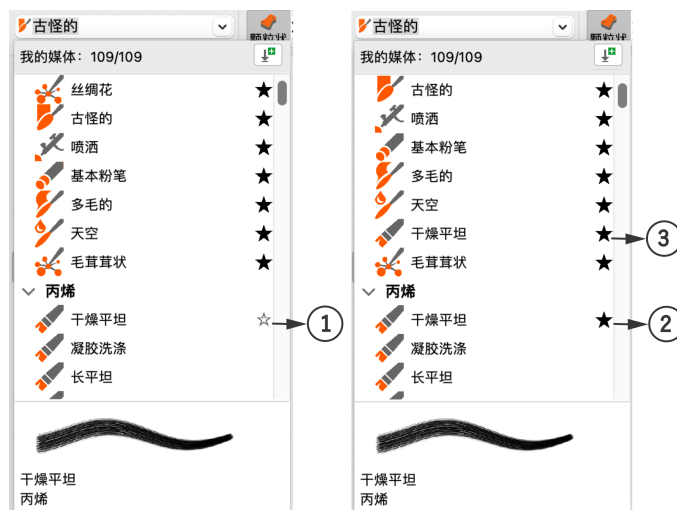 古怪的
颗粒状
我的媒体：109/109
丝绸花
古怪的
喷洒
基本粉笔
多毛的
天空
毛茸茸状
丙烯
干燥平坦
凝胶洗涤
长平坦
干燥平坦
丙烯
1
古怪的
颗粒状
我的媒体：109/109
古怪的
喷洒
基本粉笔
多毛的
天空
干燥平坦
毛茸茸状
丙烯
干燥平坦
凝胶洗涤
长平坦
干燥平坦
丙烯
3
2